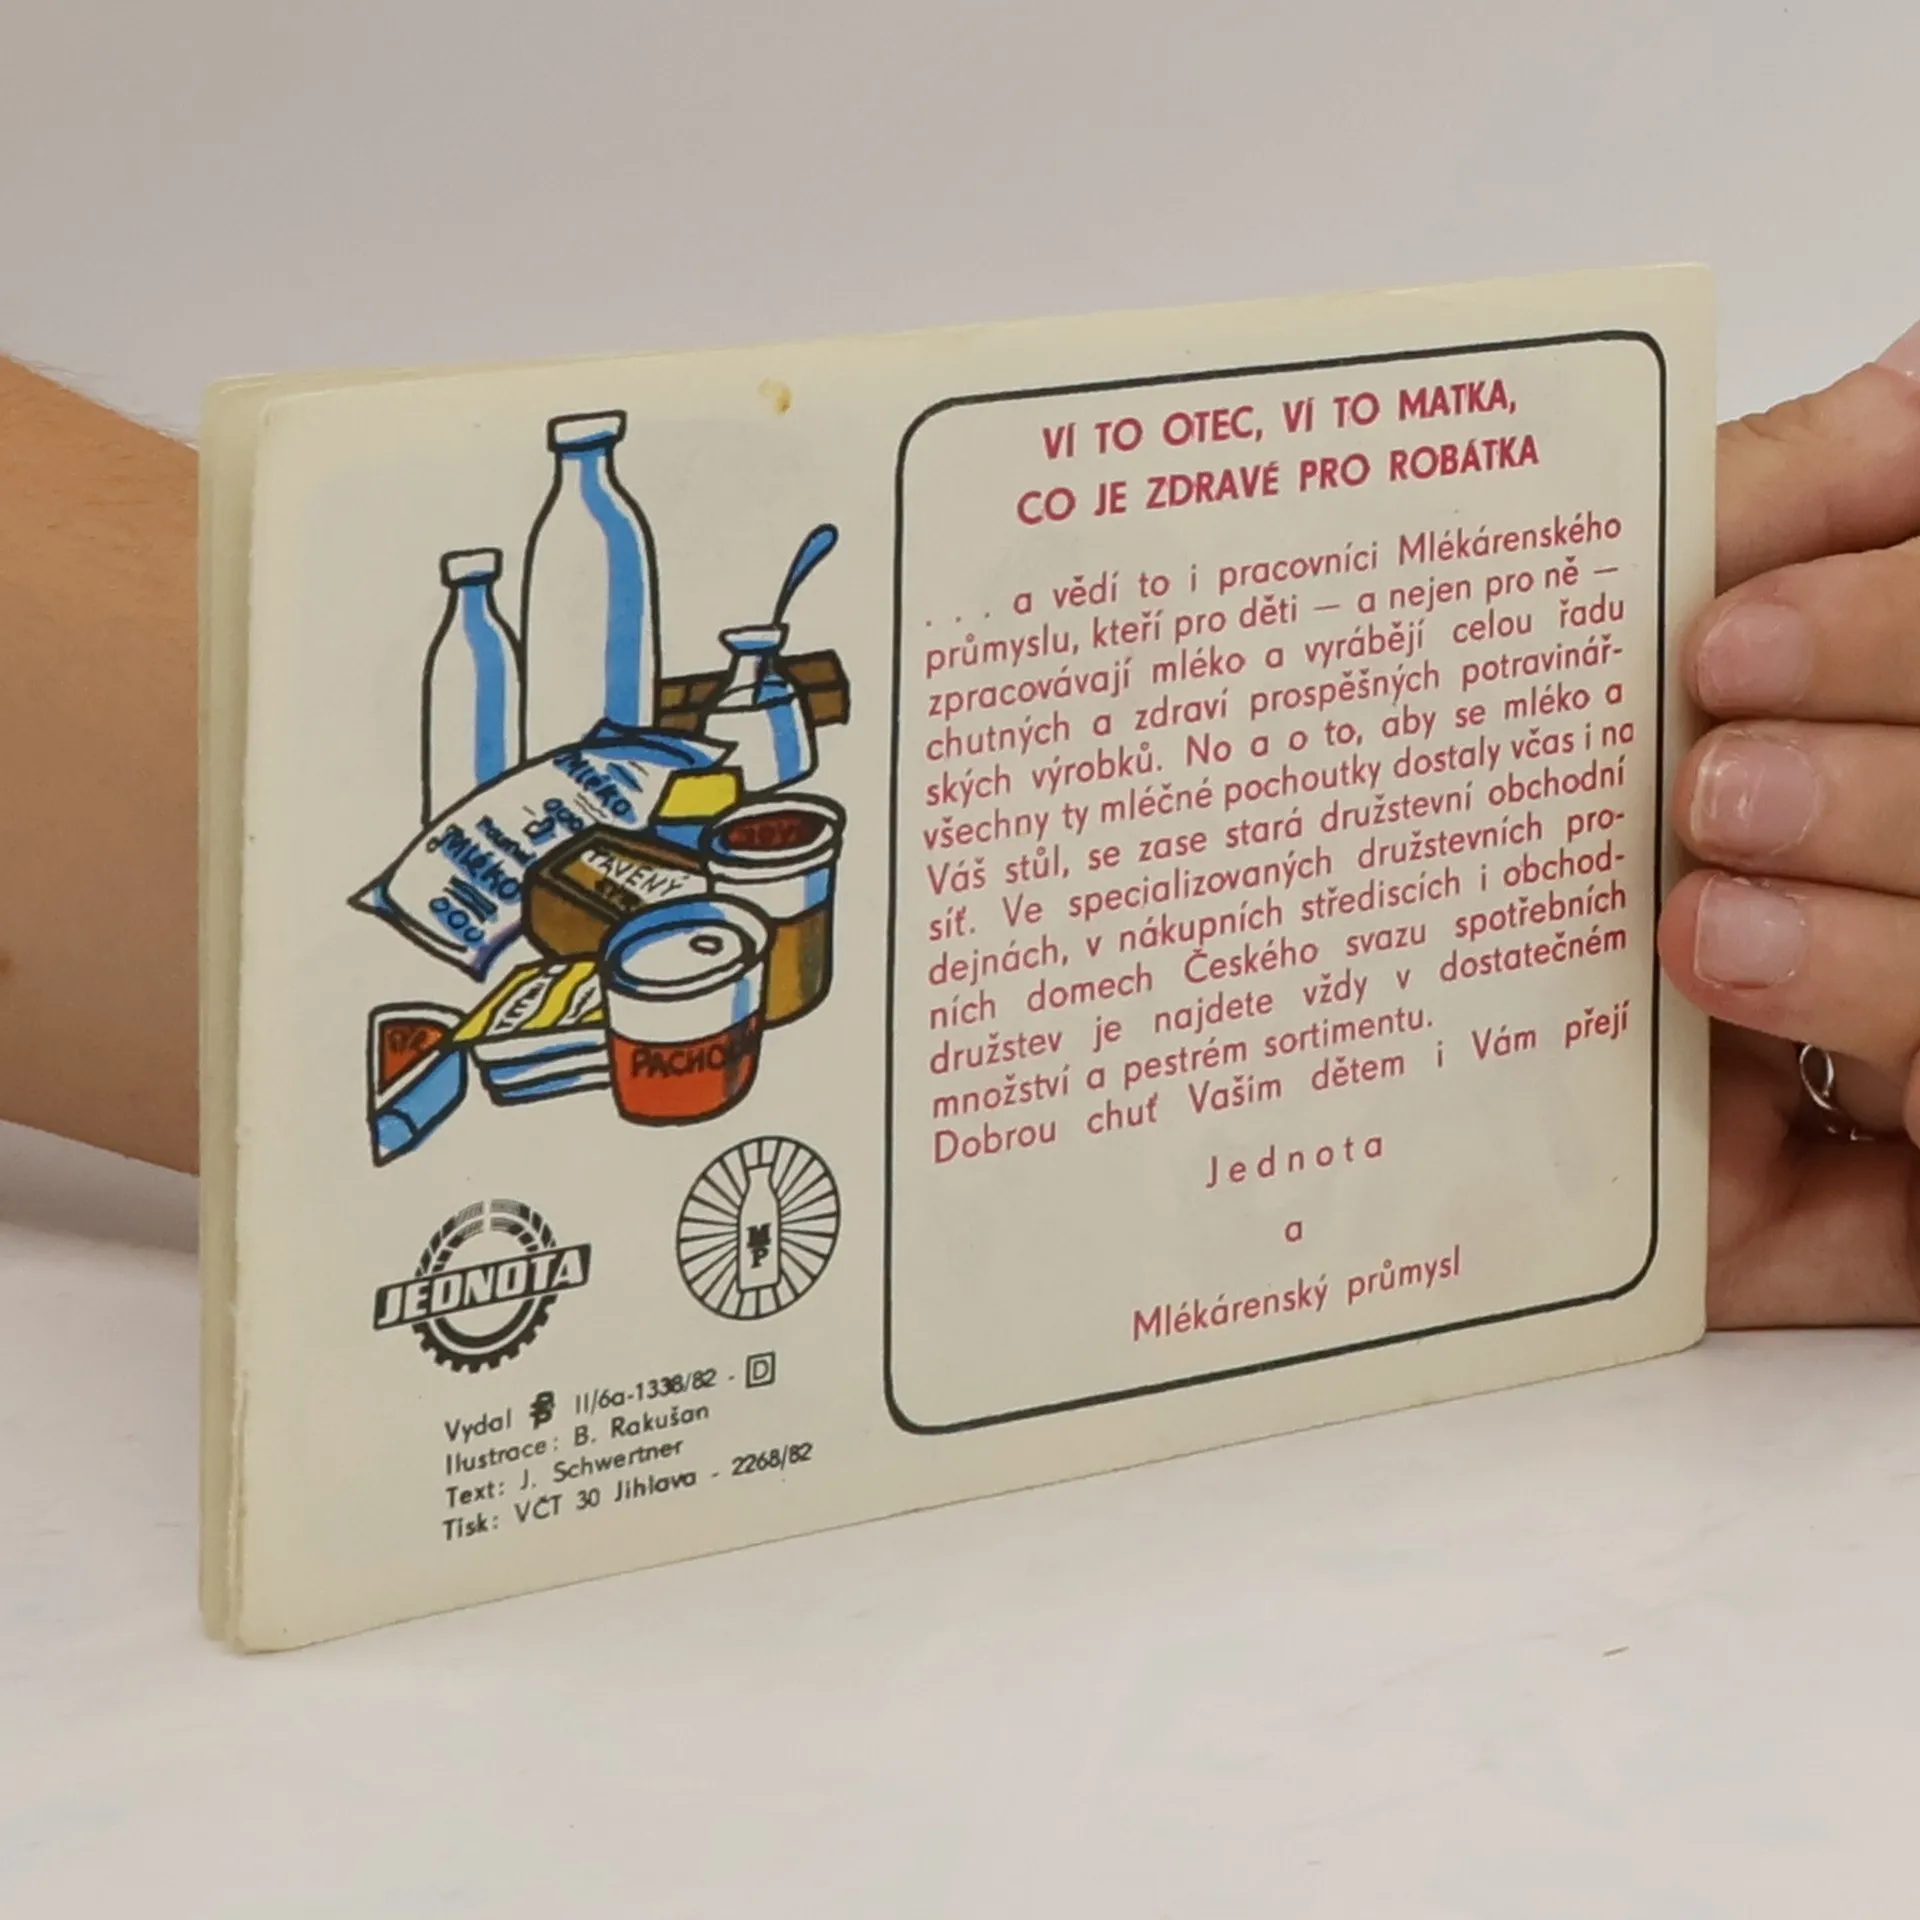 Mléko
Mléko
TAVENÝ
PACHO
JEDNOTA
M
P
Vydal II/6a-1338/82 - D
Ilustrace: B. Rakušan
Text: J. Schwertner
Tisk: VČT 30 Jihlava - 2268/82
VÍ TO OTEC, VÍ TO MATKA,
CO JE ZDRAVÉ PRO ROBÁTKA
. . . a vědí to i pracovníci Mlékárenského
průmyslu, kteří pro děti — a nejen pro ně —
zpracovávají mléko a vyrábějí celou řadu
chutných a zdraví prospěšných potravinář-
ských výrobků. No a o to, aby se mléko a
všechny ty mléčné pochoutky dostaly včas i na
Váš stůl, se zase stará družstevní obchodní
síť. Ve specializovaných družstevních pro-
dejnách, v nákupních střediscích i obchod-
ních domech Českého svazu spotřebních
družstev je najdete vždy v dostatečném
množství a pestrém sortimentu.
Dobrou chuť Vašim dětem i Vám přejí
Jednota
a
Mlékárenský průmysl